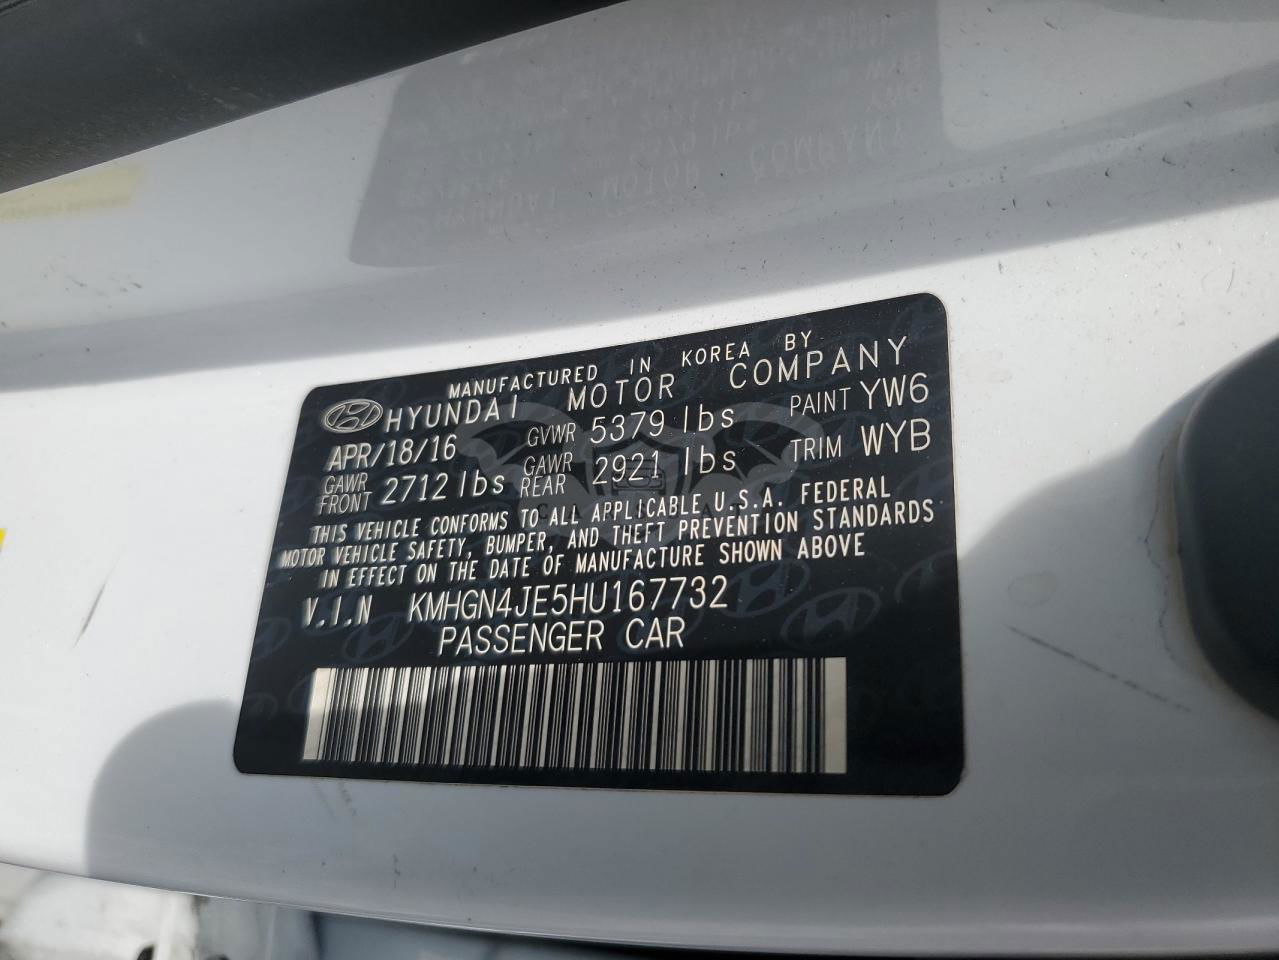 MANUFACTURED IN KOREA BY
HYUNDAI MOTOR COMPANY
APR/18/16 GVWR 5379 lbs PAINT YW6
GAWR FRONT 2712 lbs GAWR REAR 2921 lbs TRIM WYB
THIS VEHICLE CONFORMS TO ALL APPLICABLE U.S.A. FEDERAL
MOTOR VEHICLE SAFETY, BUMPER, AND THEFT PREVENTION STANDARDS
IN EFFECT ON THE DATE OF MANUFACTURE SHOWN ABOVE
V.I.N KMHGN4JE5HU167732
PASSENGER CAR